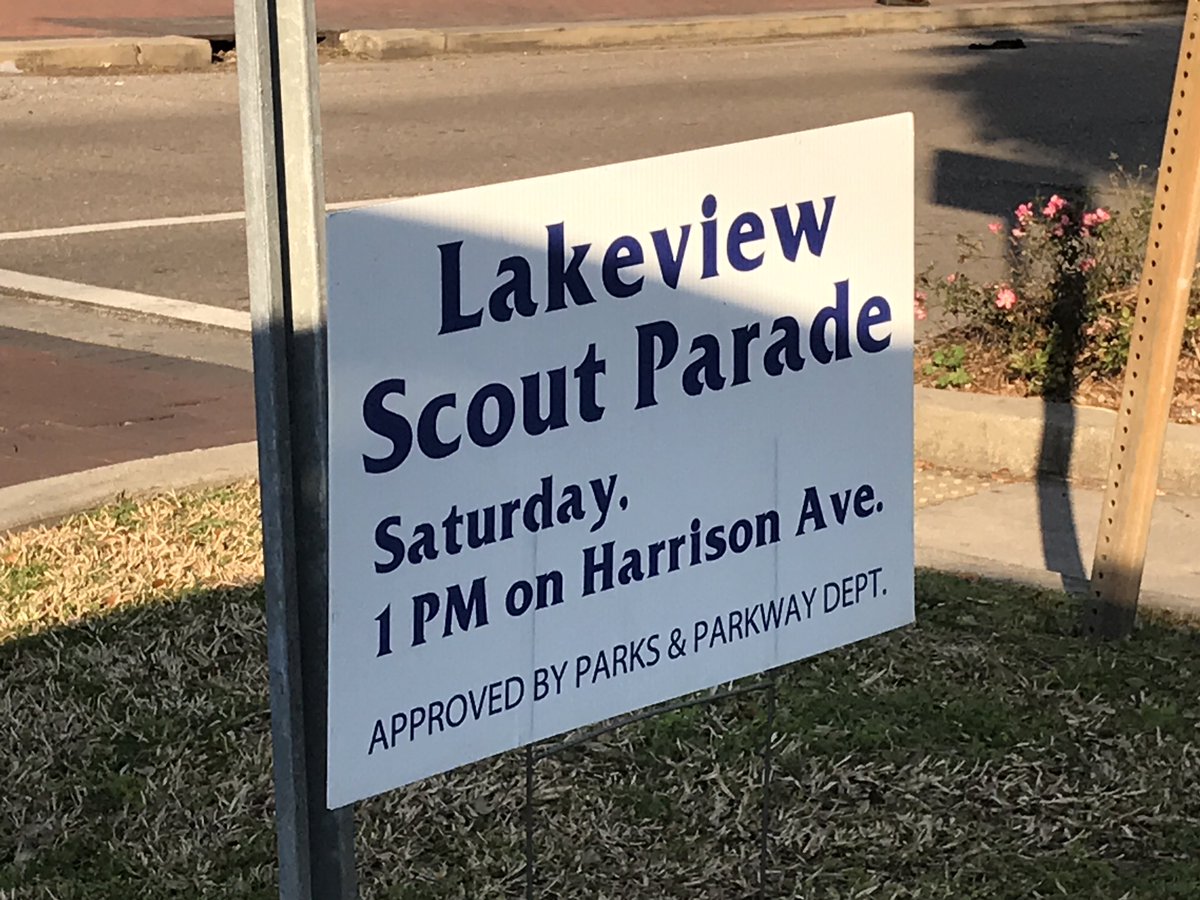 Lakeview
Scout Parade
Saturday,
1 PM on Harrison Ave.
APPROVED BY PARKS & PARKWAY DEPT.